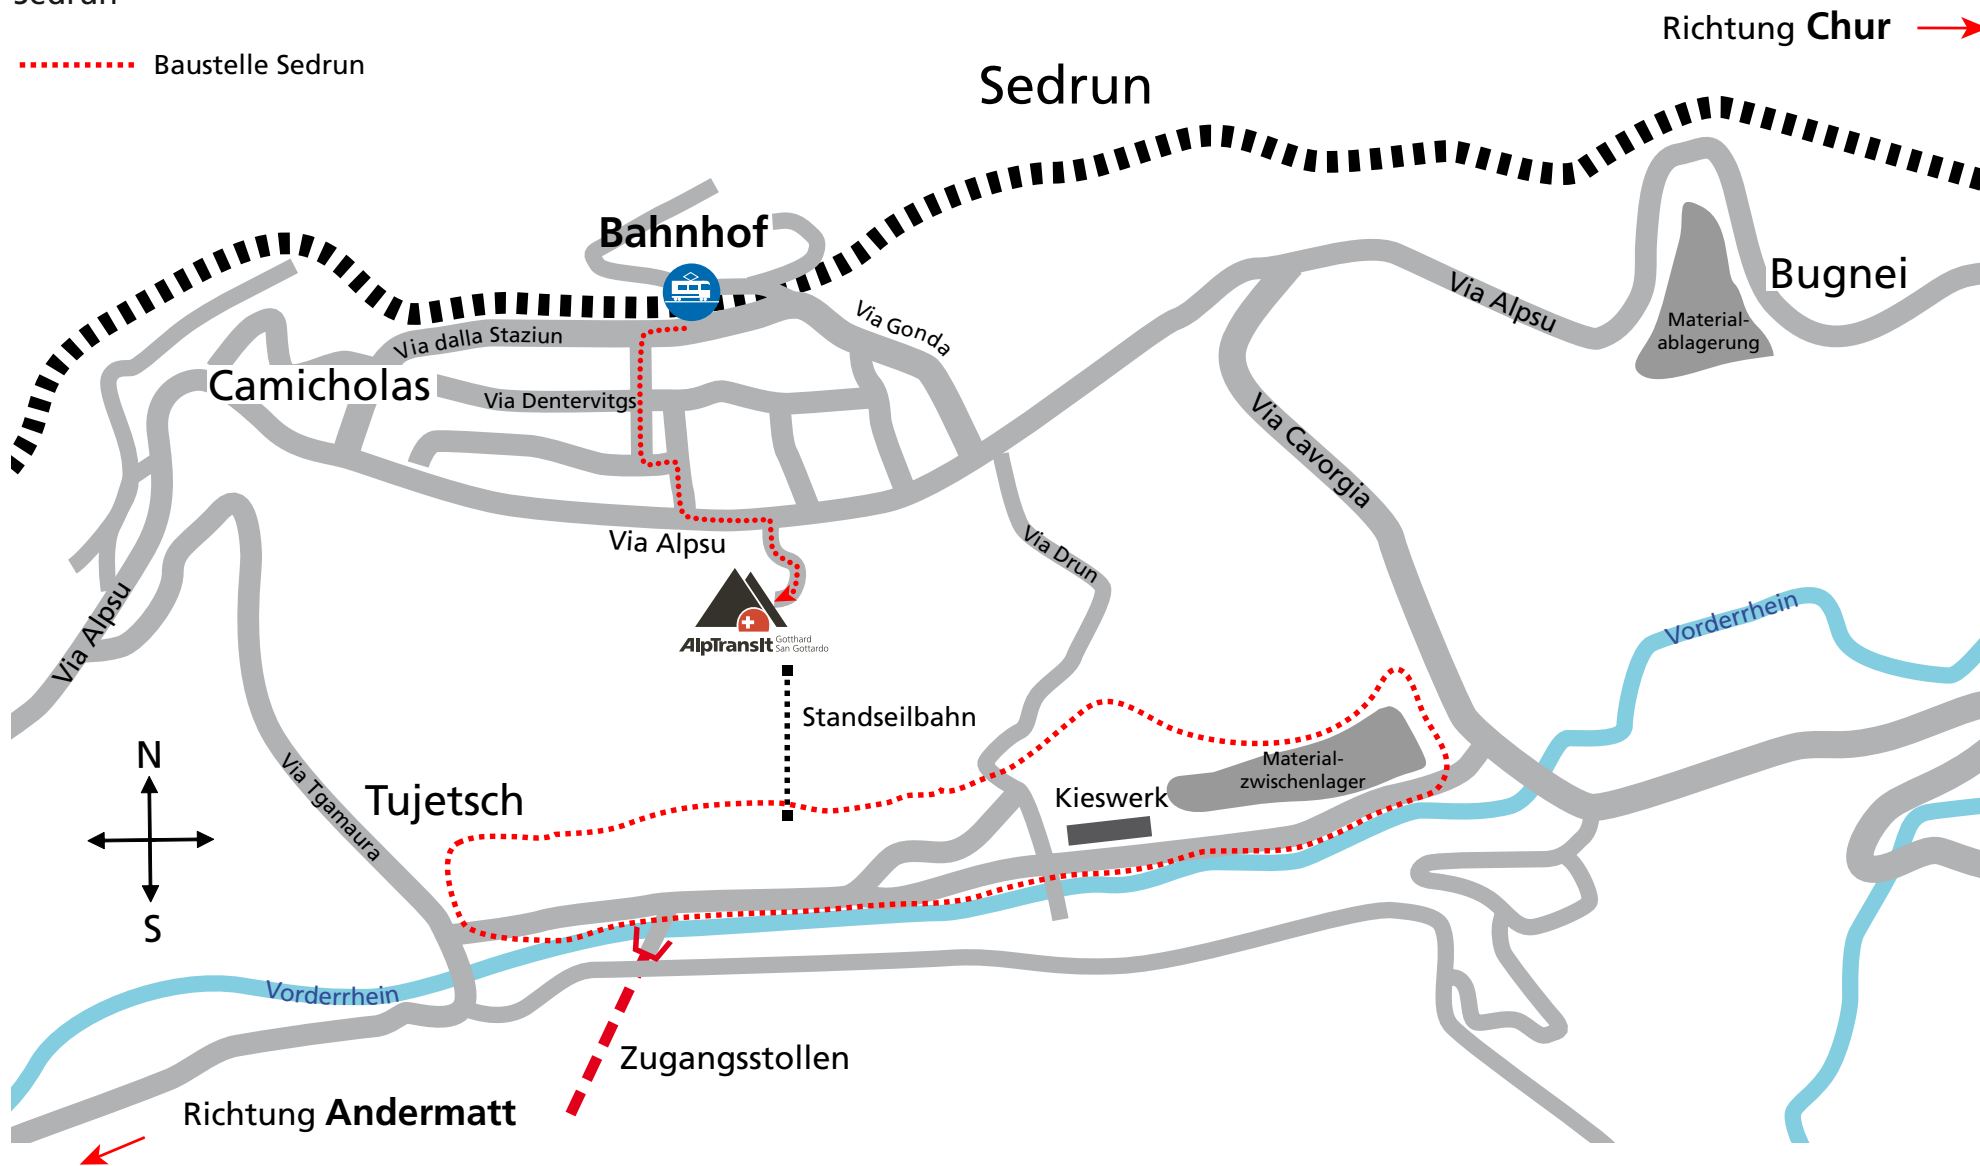 Sedrun
Richtung Chur
Baustelle Sedrun
Sedrun
Bahnhof
Bugnei
Via Alpsu
Via Gonda
Via dalla Staziun
Material-
ablagerung
Camicholas
Via Dentervitgs
Via Cavorgia
Via Alpsu
Via Drun
Via Alpsu
Vorderrhein
AlpTransit
Gotthard
San Gottardo
Standseilbahn
N
S
Via Tgamaura
Tujetsch
Material-
zwischenlager
Kieswerk
Vorderrhein
Zugangsstollen
Richtung Andermatt